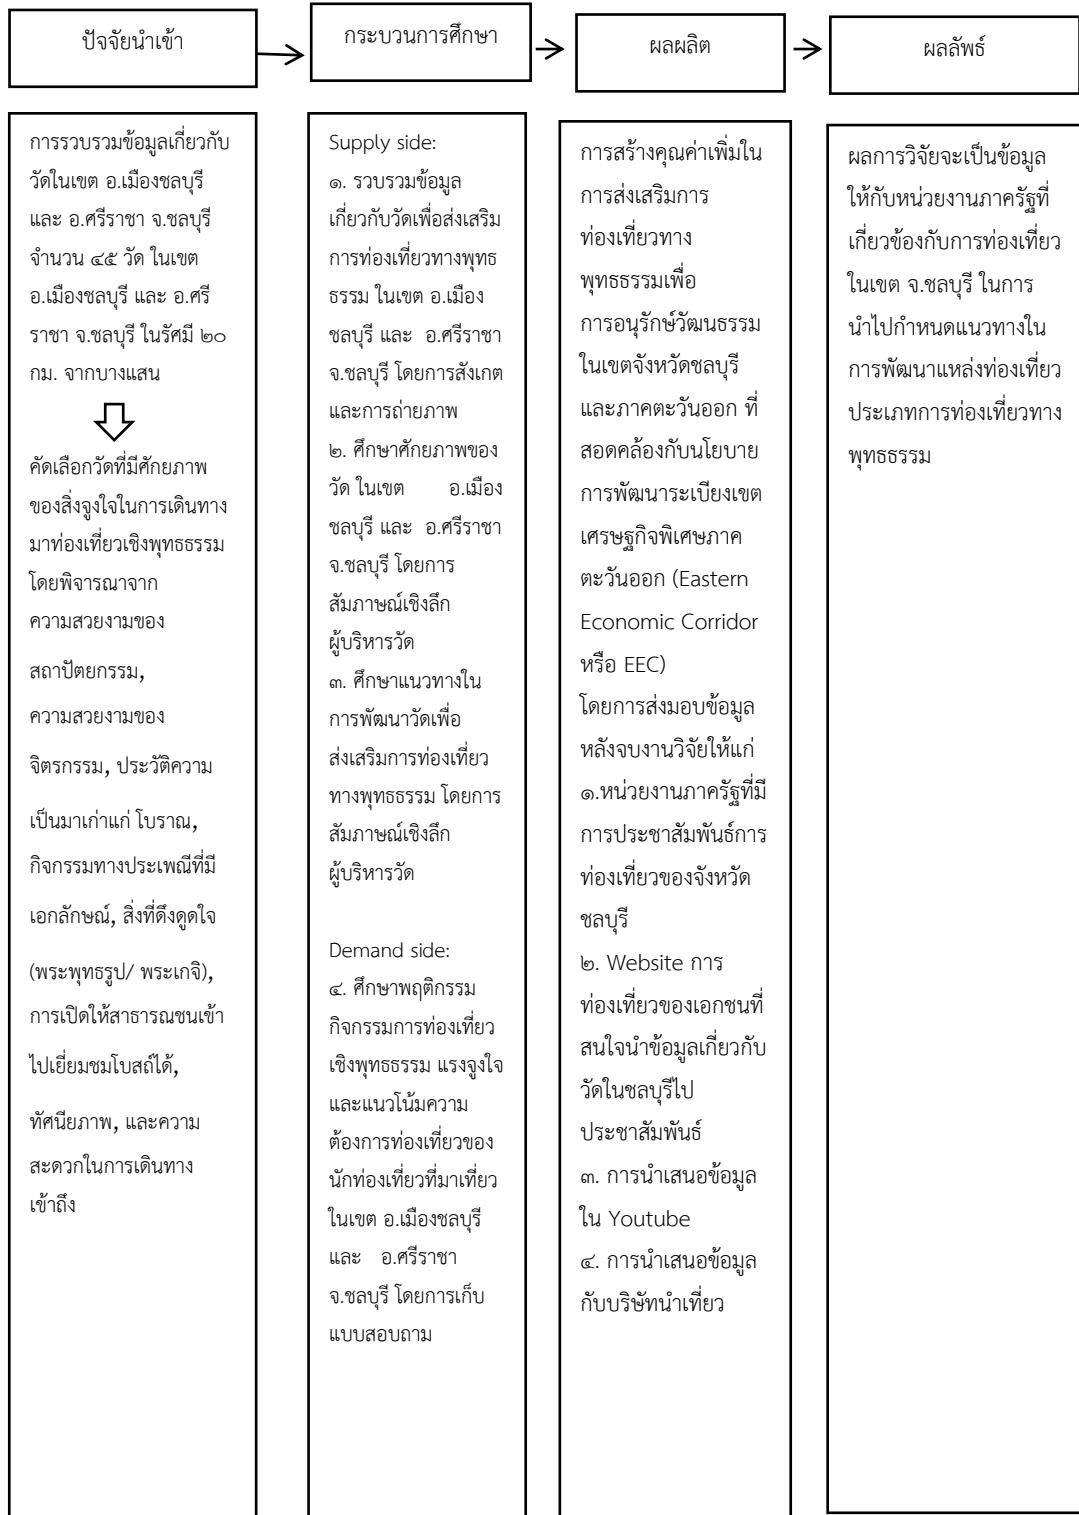 ปัจจัยนำเข้า
กระบวนการศึกษา
ผลผลิต
ผลลัพธ์
การรวบรวมข้อมูลเกี่ยวกับ
วัดในเขต อ.เมืองชลบุรี
และ อ.ศรีราชา จ.ชลบุรี
จำนวน ๔๕ วัด ในเขต
อ.เมืองชลบุรี และ อ.ศรี
ราชา จ.ชลบุรี ในรัศมี ๒๐
กม. จากบางแสน
คัดเลือกวัดที่มีศักยภาพ
ของสิ่งจูงใจในการเดินทาง
มาท่องเที่ยวเชิงพุทธธรรม
โดยพิจารณาจาก
ความสวยงามของ
สถาปัตยกรรม,
ความสวยงามของ
จิตรกรรม, ประวัติความ
เป็นมาเก่าแก่ โบราณ,
กิจกรรมทางประเพณีที่มี
เอกลักษณ์, สิ่งที่ดึงดูดใจ
(พระพุทธรูป/ พระเกจิ),
การเปิดให้สาธารณชนเข้า
ไปเยี่ยมชมโบสถ์ได้,
ทัศนียภาพ, และความ
สะดวกในการเดินทาง
เข้าถึง
Supply side:
๑. รวบรวมข้อมูล
เกี่ยวกับวัดเพื่อส่งเสริม
การท่องเที่ยวทางพุทธ
ธรรม ในเขต อ.เมือง
ชลบุรี และ อ.ศรีราชา
จ.ชลบุรี โดยการสังเกต
และการถ่ายภาพ
๒. ศึกษาศักยภาพของ
วัด ในเขต อ.เมือง
ชลบุรี และ อ.ศรีราชา
จ.ชลบุรี โดยการ
สัมภาษณ์เชิงลึก
ผู้บริหารวัด
๓. ศึกษาแนวทางใน
การพัฒนาวัดเพื่อ
ส่งเสริมการท่องเที่ยว
ทางพุทธธรรม โดยการ
สัมภาษณ์เชิงลึก
ผู้บริหารวัด
Demand side:
๔. ศึกษาพฤติกรรม
กิจกรรมการท่องเที่ยว
เชิงพุทธธรรม แรงจูงใจ
และแนวโน้มความ
ต้องการท่องเที่ยวของ
นักท่องเที่ยวที่มาเที่ยว
ในเขต อ.เมืองชลบุรี
และ อ.ศรีราชา
จ.ชลบุรี โดยการเก็บ
แบบสอบถาม
การสร้างคุณค่าเพิ่มใน
การส่งเสริมการ
ท่องเที่ยวทาง
พุทธธรรมเพื่อ
การอนุรักษ์วัฒนธรรม
ในเขตจังหวัดชลบุรี
และภาคตะวันออก ที่
สอดคล้องกับนโยบาย
การพัฒนาระเบียงเขต
เศรษฐกิจพิเศษภาค
ตะวันออก (Eastern
Economic Corridor
หรือ EEC)
โดยการส่งมอบข้อมูล
หลังจบงานวิจัยให้แก่
๑.หน่วยงานภาครัฐที่มี
การประชาสัมพันธ์การ
ท่องเที่ยวของจังหวัด
ชลบุรี
๒. Website การ
ท่องเที่ยวของเอกชนที่
สนใจนำข้อมูลเกี่ยวกับ
วัดในชลบุรีไป
ประชาสัมพันธ์
๓. การนำเสนอข้อมูล
ใน Youtube
๔. การนำเสนอข้อมูล
กับบริษัทนำเที่ยว
ผลการวิจัยจะเป็นข้อมูล
ให้กับหน่วยงานภาครัฐที่
เกี่ยวข้องกับการท่องเที่ยว
ในเขต จ.ชลบุรี ในการ
นำไปกำหนดแนวทางใน
การพัฒนาแหล่งท่องเที่ยว
ประเภทการท่องเที่ยวทาง
พุทธธรรม